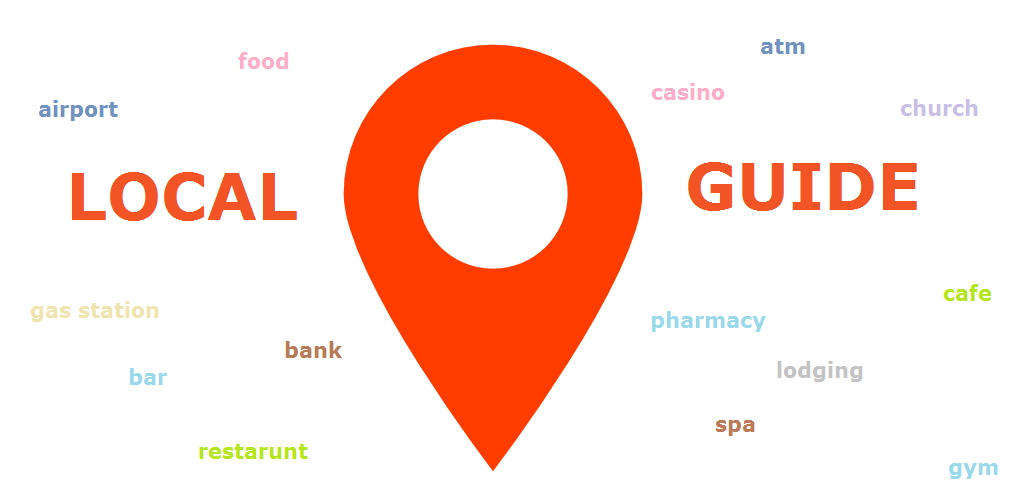 atm
food
casino
airport
church
LOCAL GUIDE
cafe
gas station
pharmacy
bank
lodging
bar
spa
restarunt
gym